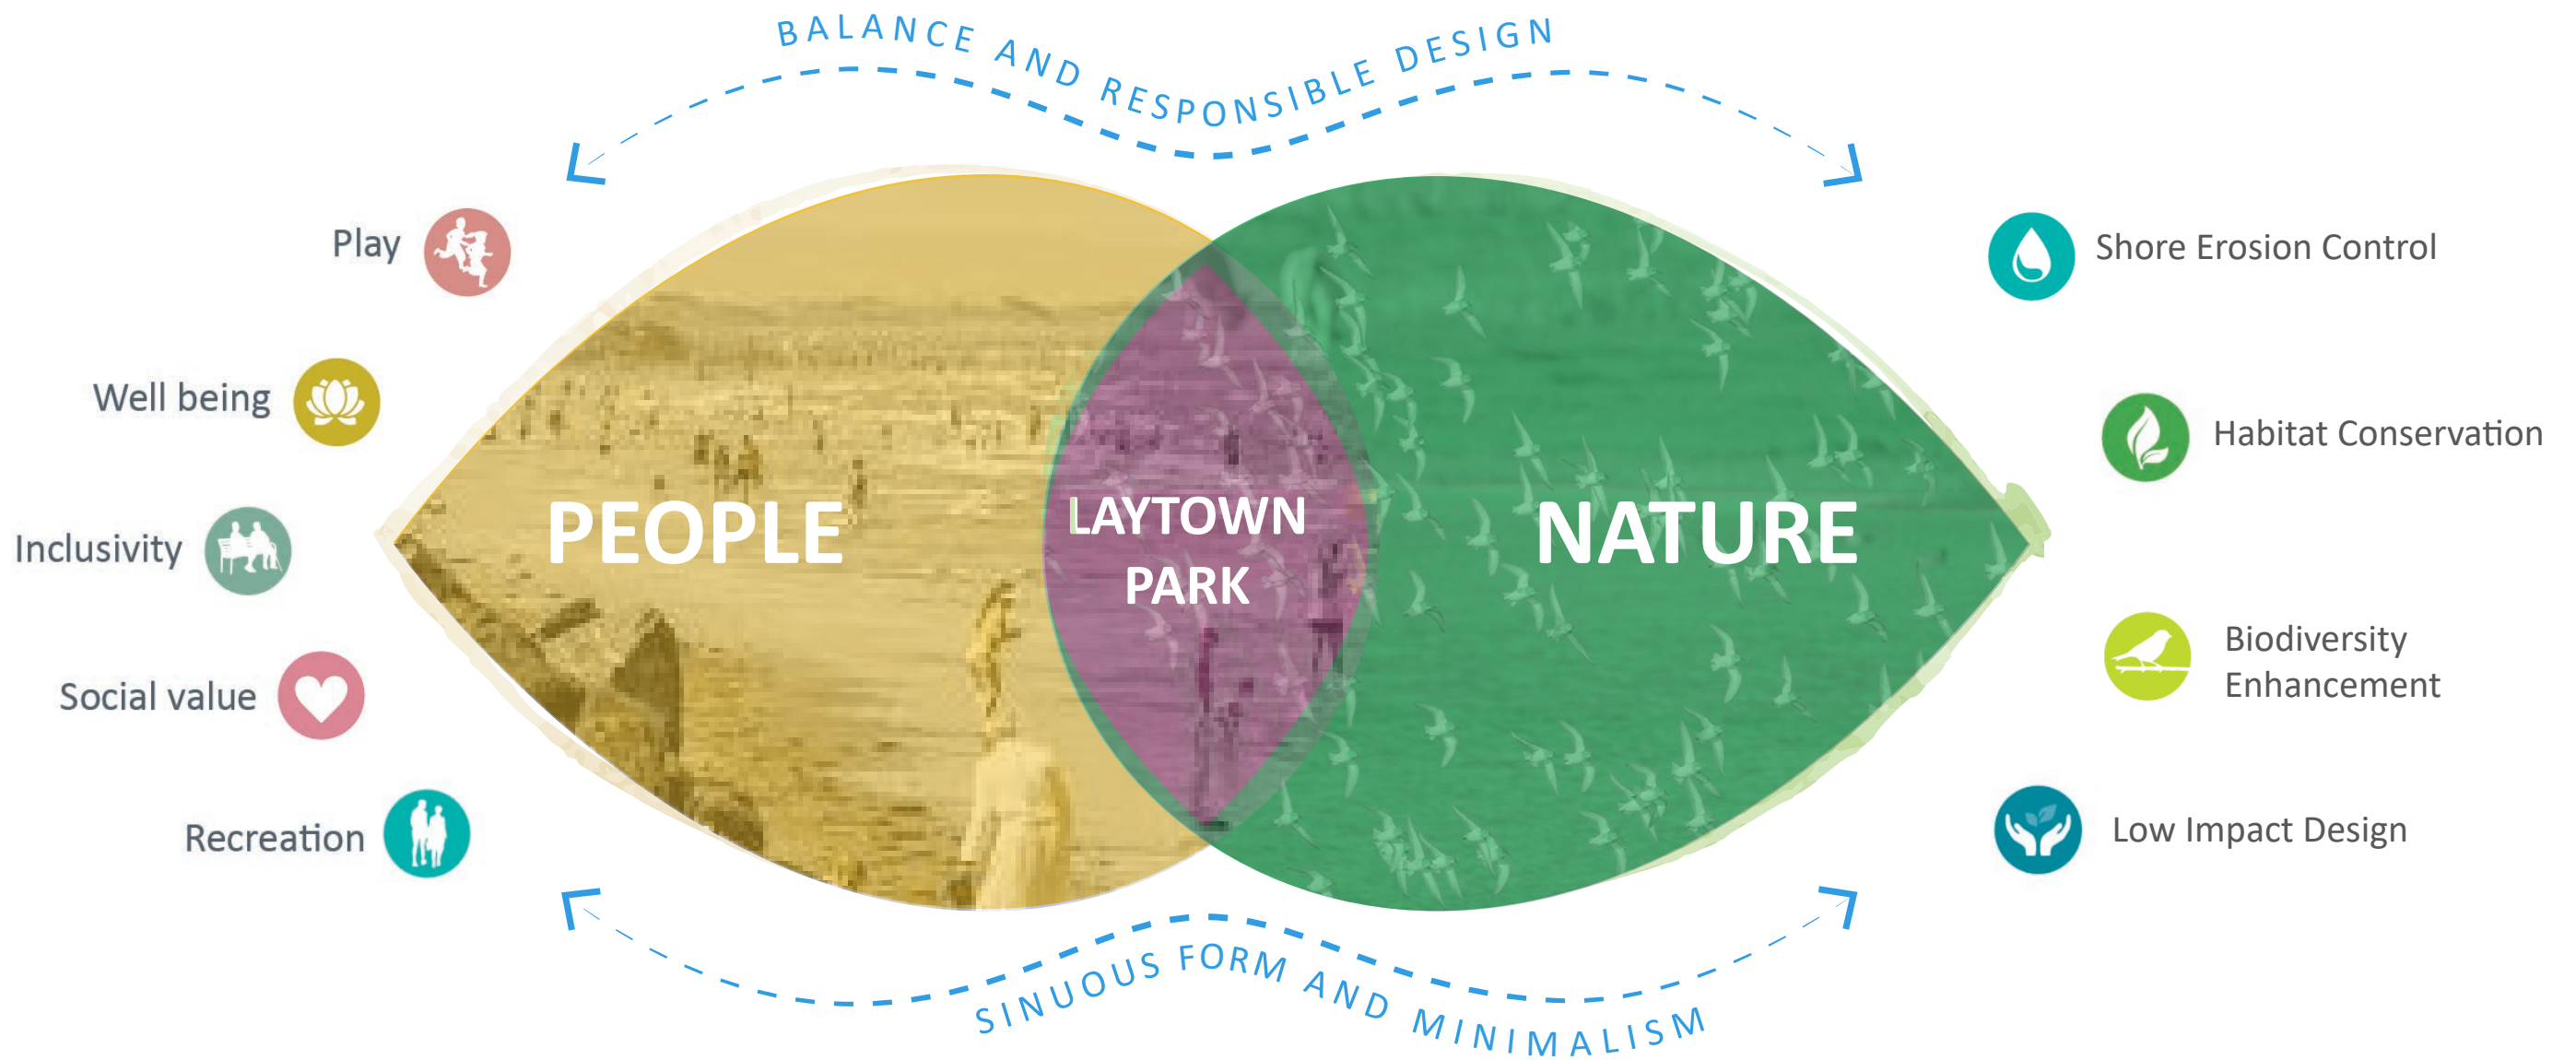 BALANCE AND RESPONSIBLE DESIGN
Play
Well being
Inclusivity
Social value
Recreation
PEOPLE
LAYTOWN
PARK
NATURE
Shore Erosion Control
Habitat Conservation
Biodiversity
Enhancement
Low Impact Design
SINUOUS FORM AND MINIMALISM